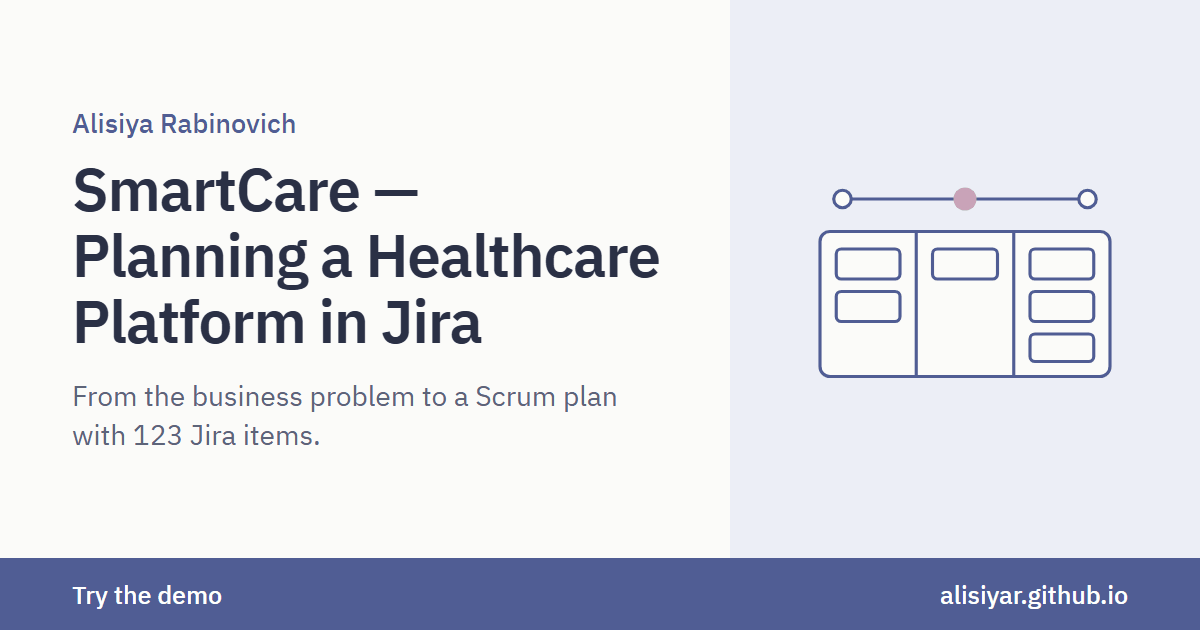 Alisiya Rabinovich
SmartCare —
Planning a Healthcare
Platform in Jira
From the business problem to a Scrum plan
with 123 Jira items.
Try the demo
alisiyar.github.io